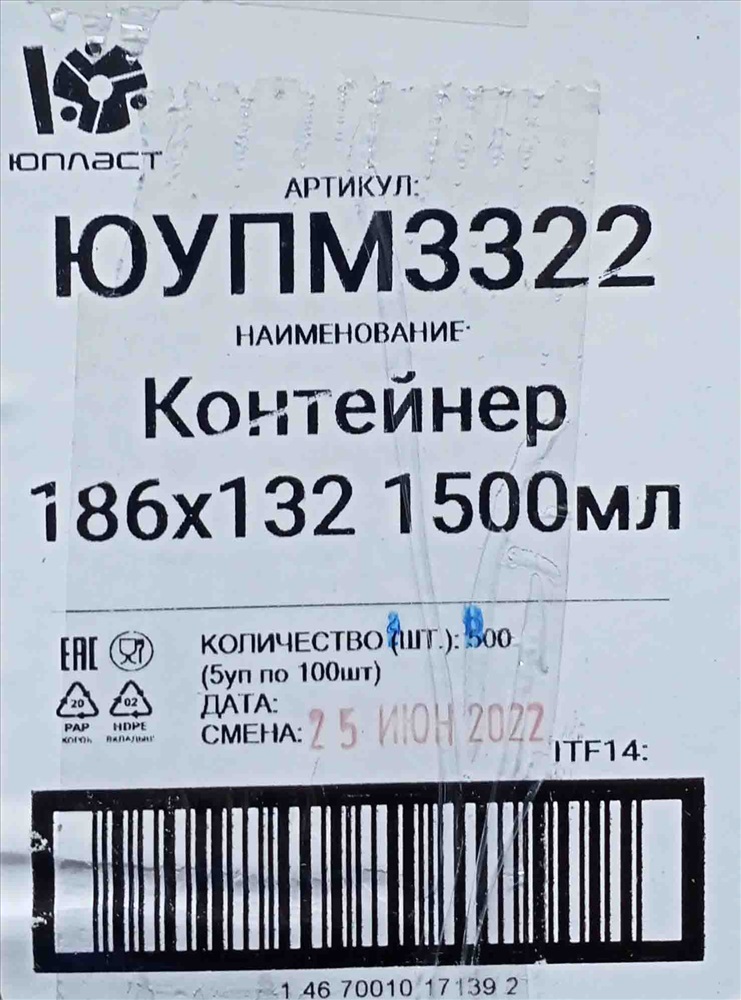 ЮПЛАСТ
АРТИКУЛ:
ЮУПМ3322
НАИМЕНОВАНИЕ:
Контейнер
186х132 1500мл
EAC
КОЛИЧЕСТВО (ШТ.): 500
(5уп по 100шт)
ДАТА:
СМЕНА: 25 ИЮН 2022
20 02
PAP HDPE
ITF14:
1 46 70010 17139 2